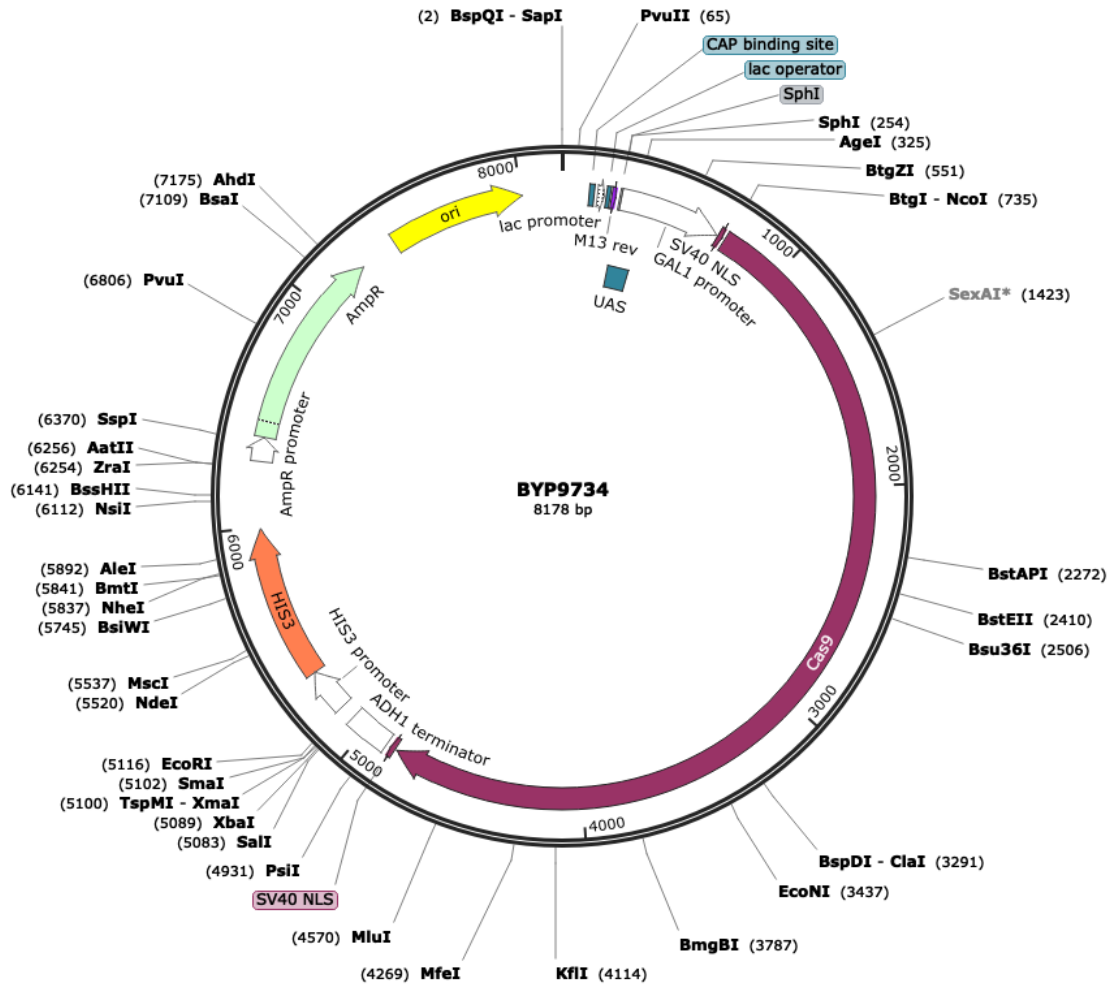 (2) BspQI - SapI
PvuII (65)
CAP binding site
lac operator
SphI
SphI (254)
AgeI (325)
BtgZI (551)
BtgI - NcoI (735)
SexAI* (1423)
BstAPI (2272)
BstEII (2410)
Bsu36I (2506)
BspDI - ClaI (3291)
EcoNI (3437)
BmgBI (3787)
KflI (4114)
(4269) MfeI
(4570) MluI
SV40 NLS
(4931) PsiI
(5083) SalI
(5089) XbaI
(5100) TspMI - XmaI
(5102) SmaI
(5116) EcoRI
(5520) NdeI
(5537) MscI
(5745) BsiWI
(5837) NheI
(5841) BmtI
(5892) AleI
(6112) NsiI
(6141) BssHII
(6254) ZraI
(6256) AatII
(6370) SspI
(6806) PvuI
(7109) BsaI
(7175) AhdI
1000
2000
3000
4000
5000
6000
7000
8000
ori
lac promoter
M13 rev
UAS
SV40 NLS
GAL1 promoter
Cas9
ADH1 terminator
HIS3 promoter
HIS3
AmpR promoter
AmpR
BYP9734
8178 bp